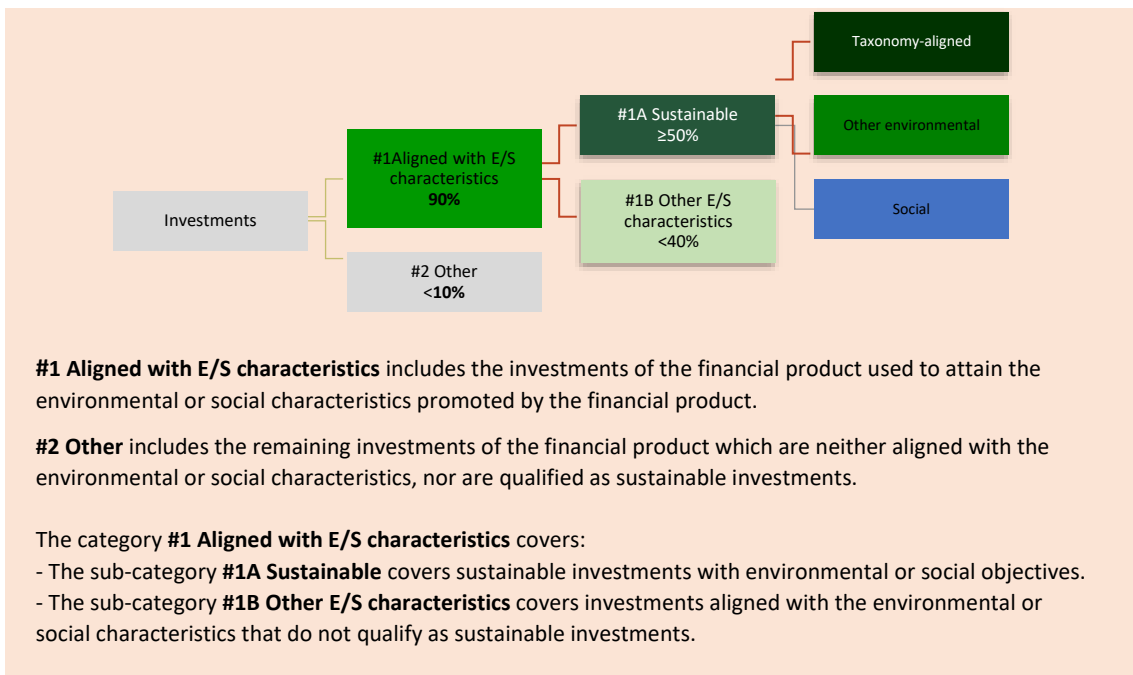 Taxonomy-aligned
#1A Sustainable
≥50%
Other environmental
#1Aligned with E/S
characteristics
90%
#1B Other E/S
characteristics
<40%
Social
Investments
#2 Other
<10%
#1 Aligned with E/S characteristics includes the investments of the financial product used to attain the
environmental or social characteristics promoted by the financial product.
#2 Other includes the remaining investments of the financial product which are neither aligned with the
environmental or social characteristics, nor are qualified as sustainable investments.
The category #1 Aligned with E/S characteristics covers:
- The sub-category #1A Sustainable covers sustainable investments with environmental or social objectives.
- The sub-category #1B Other E/S characteristics covers investments aligned with the environmental or
social characteristics that do not qualify as sustainable investments.